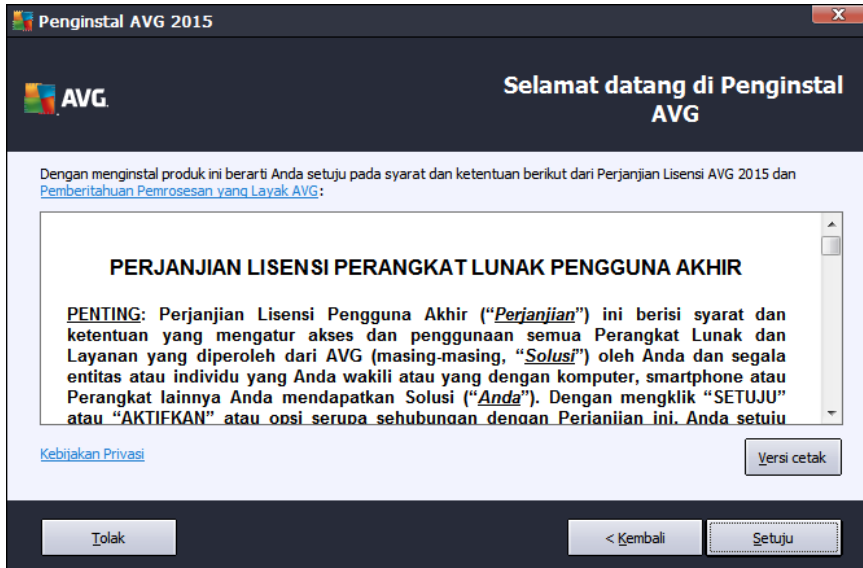 Penginstal AVG 2015
AVG.
Selamat datang di Penginstal
AVG
Dengan menginstal produk ini berarti Anda setuju pada syarat dan ketentuan berikut dari Perjanjian Lisensi AVG 2015 dan
Pemberitahuan Pemrosesan yang Layak AVG:
PERJANJIAN LISENSI PERANGKAT LUNAK PENGGUNA AKHIR
PENTING: Perjanjian Lisensi Pengguna Akhir (“Perjanjian”) ini berisi syarat dan
ketentuan yang mengatur akses dan penggunaan semua Perangkat Lunak dan
Layanan yang diperoleh dari AVG (masing-masing, “Solusi”) oleh Anda dan segala
entitas atau individu yang Anda wakili atau yang dengan komputer, smartphone atau
Perangkat lainnya Anda mendapatkan Solusi (“Anda”). Dengan mengklik “SETUJU”
atau “AKTIFKAN” atau opsi serupa sehubungan dengan Perjanjian ini, Anda setuju
Kebijakan Privasi
Versi cetak
Tolak
< Kembali
Setuju